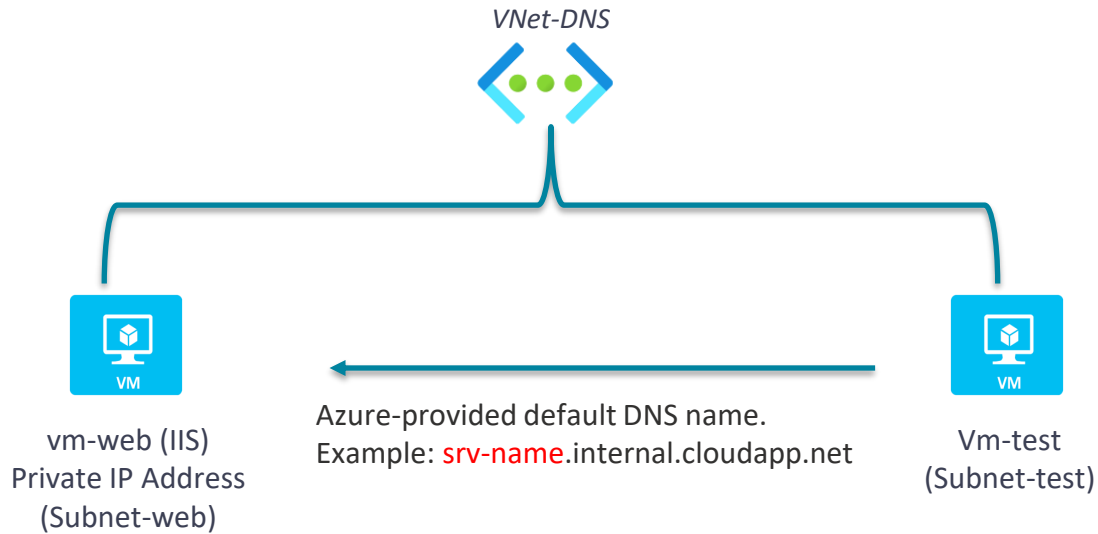 VNet-DNS
VM
VM
Azure-provided default DNS name.
Example: srv-name.internal.cloudapp.net
vm-web (IIS)
Private IP Address
(Subnet-web)
Vm-test
(Subnet-test)